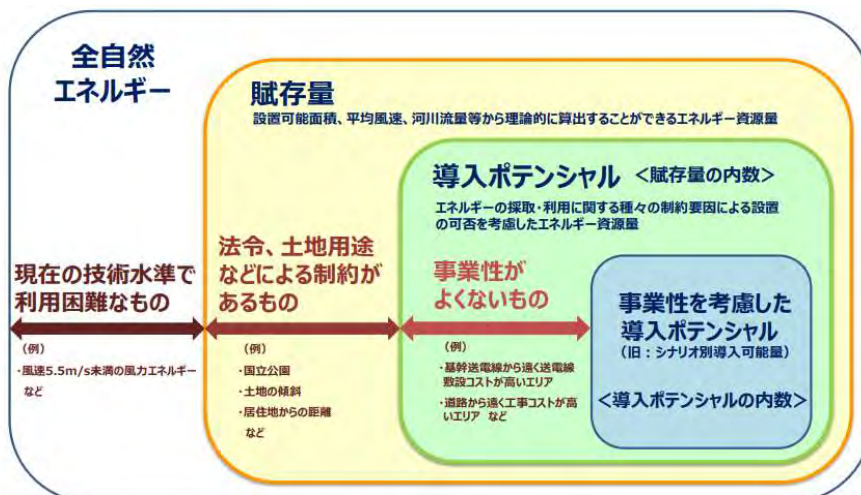 全自然
エネルギー
賦存量
設置可能面積、平均風速、河川流量等から理論的に算出することができるエネルギー資源量
導入ポテンシャル <賦存量の内数>
エネルギーの採取・利用に関する種々の制約要因による設置
の可否を考慮したエネルギー資源量
現在の技術水準で
利用困難なもの
(例)
・風速5.5m/s未満の風力エネルギー
など
法令、土地用途
などによる制約が
あるもの
(例)
・国立公園
・土地の傾斜
・居住地からの距離
など
事業性が
よくないもの
(例)
・基幹送電線から遠く送電線
敷設コストが高いエリア
・道路から遠く工事コストが高
いエリア など
事業性を考慮した
導入ポテンシャル
(旧:シナリオ別導入可能量)
<導入ポテンシャルの内数>